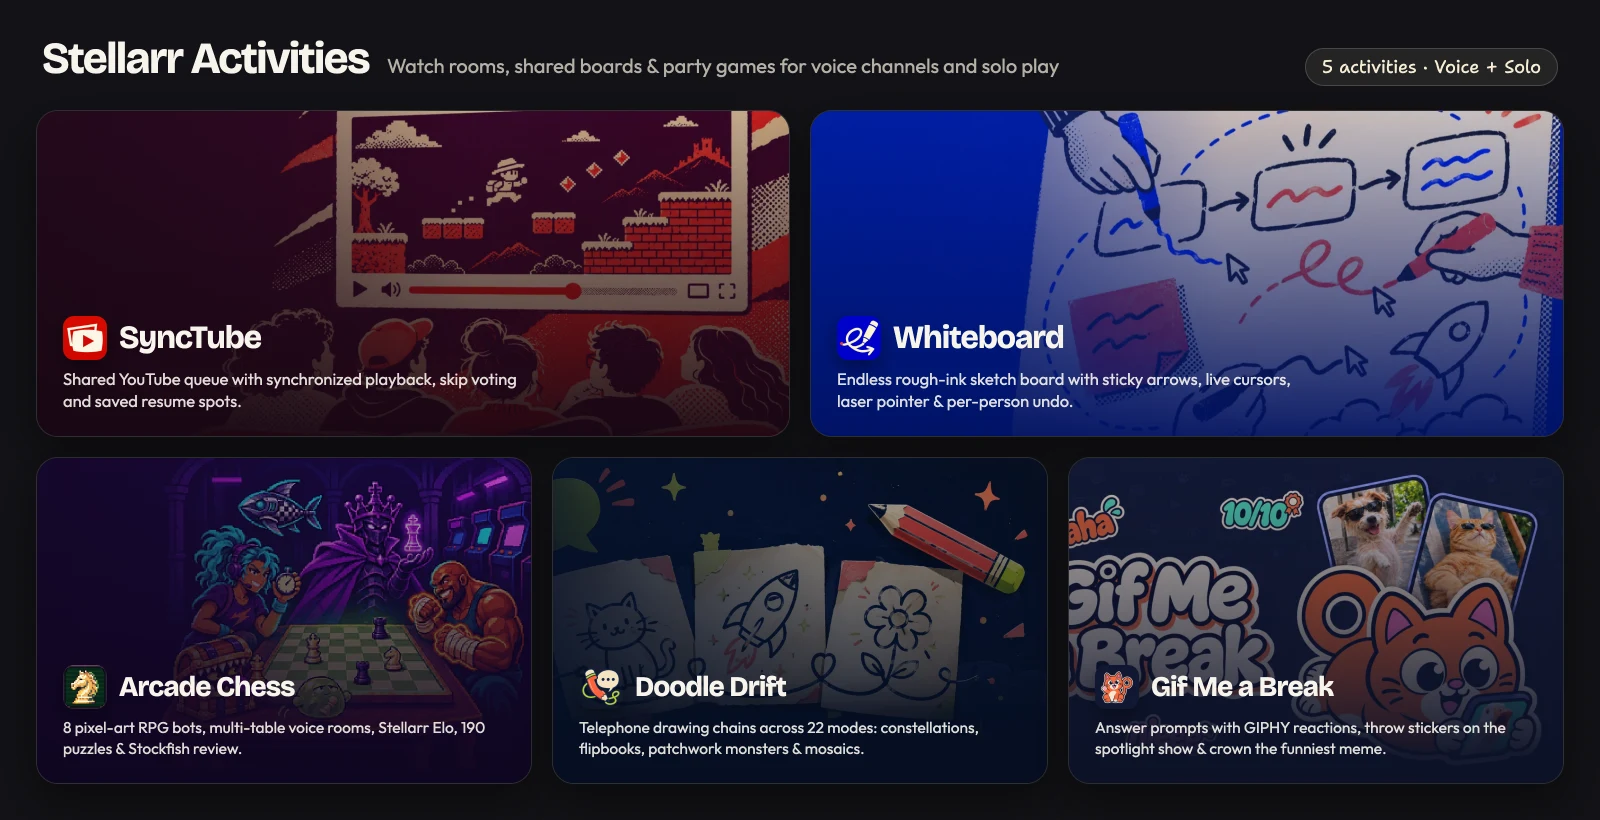 Stellarr Activities
Watch rooms, shared boards & party games for voice channels and solo play
5 activities · Voice + Solo
SyncTube
Shared YouTube queue with synchronized playback, skip voting
and saved resume spots.
Whiteboard
Endless rough-ink sketch board with sticky arrows, live cursors,
laser pointer & per-person undo.
Arcade Chess
8 pixel-art RPG bots, multi-table voice rooms, Stellarr Elo, 190
puzzles & Stockfish review.
Doodle Drift
Telephone drawing chains across 22 modes: constellations,
flipbooks, patchwork monsters & mosaics.
aha
10/10
Gif Me
a Break
Gif Me a Break
Answer prompts with GIPHY reactions, throw stickers on the
spotlight show & crown the funniest meme.